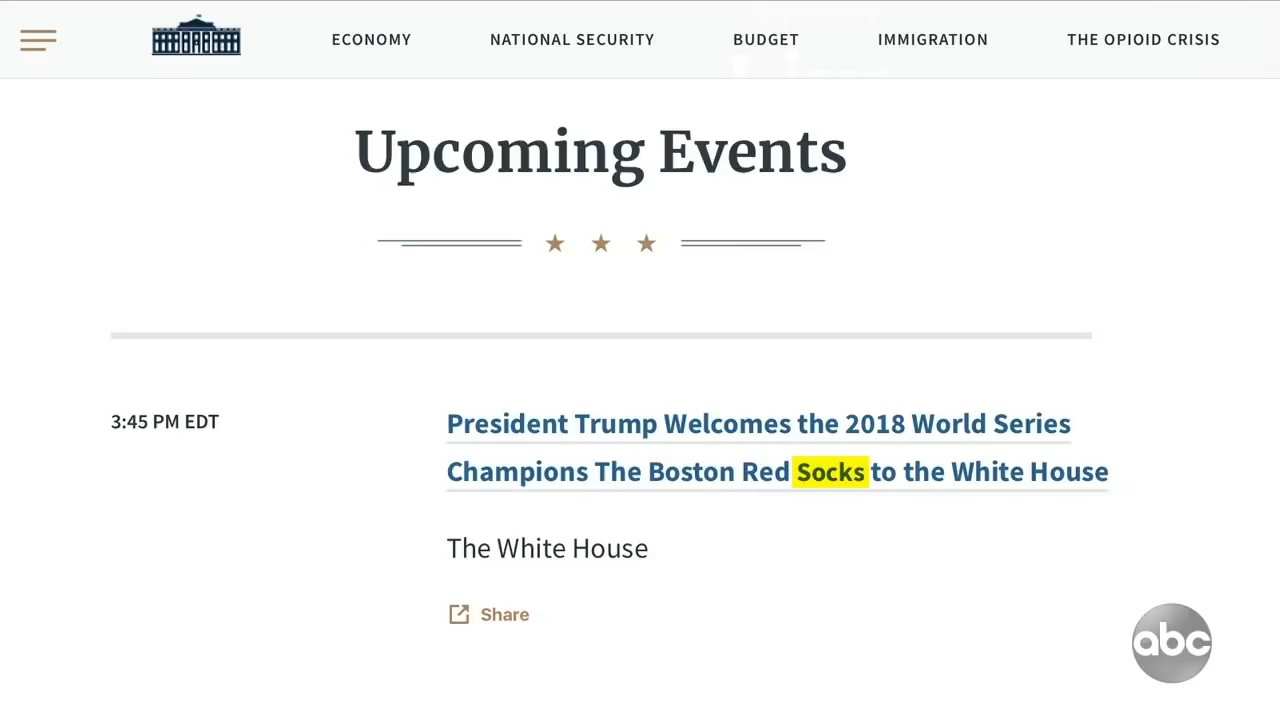 ECONOMY NATIONAL SECURITY BUDGET IMMIGRATION THE OPIOID CRISIS
Upcoming Events
3:45 PM EDT
President Trump Welcomes the 2018 World Series
Champions The Boston Red Socks to the White House
The White House
Share
abc